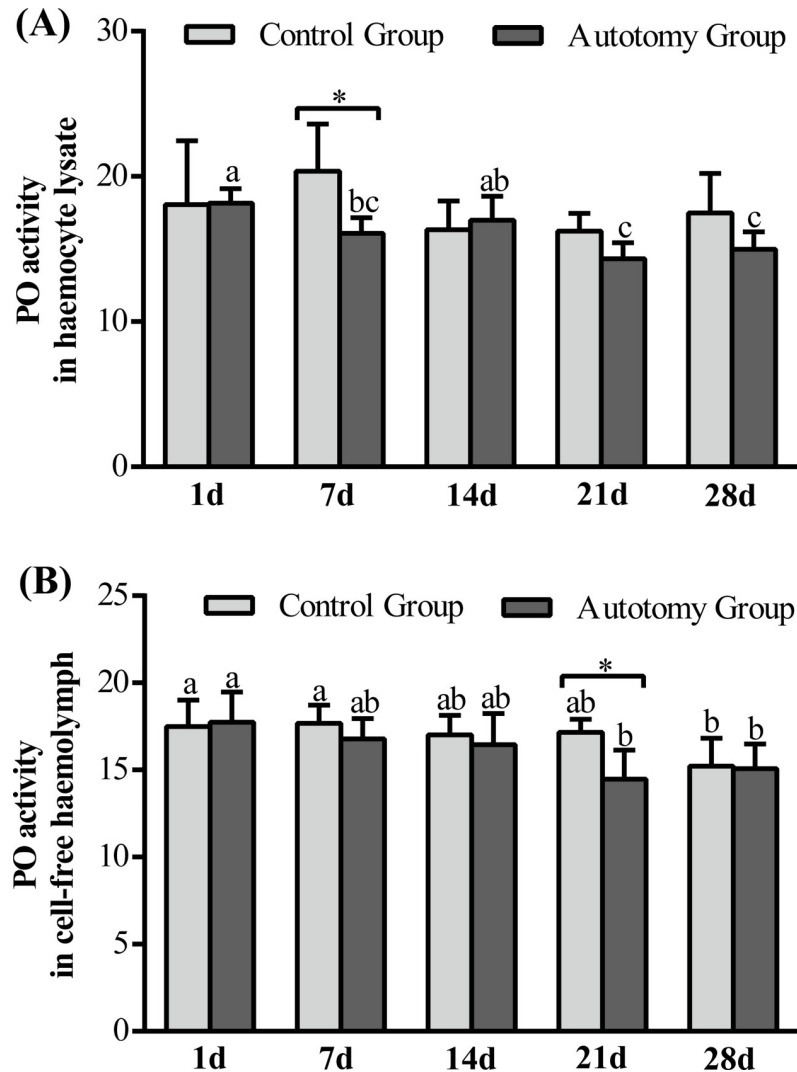 (A)
30
Control Group
Autotomy Group
*
a
20
bc
ab
c
c
PO activity
in haemocyte lysate
10
0
1d
7d
14d
21d
28d
(B)
25
Control Group
Autotomy Group
20
*
a
a
a
ab
ab
ab
ab
b
b
b
15
PO activity
in cell-free haemolymph
10
5
0
1d
7d
14d
21d
28d